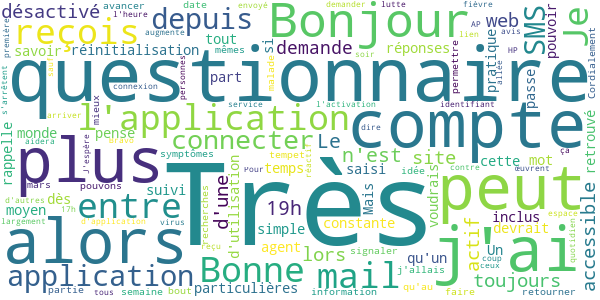 désactivé
avancer
l'heure
date
envoyé
demander
lutte
fièvre
première
reçois
depuis
Bonjour
AP
avis
web
SMS
je
lien
HP
pouvoir
augmente
mêmes
savoir
réinitialisation
tout
si
demande
réponses
pratique
permettre
allée
Cordialement
questionnaire
s'arrêtent
mieux
connexion
personnes
part
malade
soir
passe
sauf
arriver
l'application
service
l'activation
identifiant
compte
ça
retrouvé
monde
pense
aidera
bravo
connecter
tempet
réactif
Le
dire
idée
œuvrent
rappelle
plus
J'espère
symptômes
Pour
n'est
site
cette
mot
contre
Très
d'une
d'utilisation
temps
saisi
Mais
voudrais
peut
mars
pouvons
suivi
d'autres
dès
entre
recherches
19h
constante
actif
inclus
accessible
espace
moyen
17h
d'application
simple
devrait
quotidien
largement
virus
reçu
agent
signaler
Un
alors
Bonne
mail
lors
qu'un
j'ai
coup
application
j'allais
ceux
toujours
partie
tous
semaine
bout
particulières
information
qu'au
faire
retourner